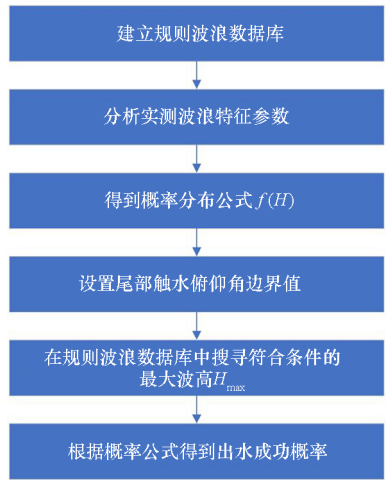 建立规则波浪数据库
分析实测波浪特征参数
得到概率分布公式 f(H)
设置尾部触水俯仰角边界值
在规则波浪数据库中搜寻符合条件的
最大波高Hmax
根据概率公式得到出水成功概率